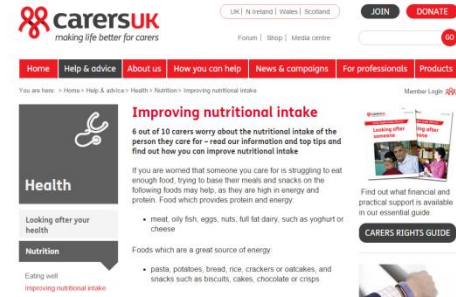 carersUK
making life better for carers
UK | N Ireland | Wales | Scotland
JOIN
DONATE
Forum | Shop | Media centre
GO
Home
Help & advice
About us
How you can help
News & campaigns
For professionals
Products
You are here: > Home > Help & advice > Health > Nutrition > Improving nutritional intake
Member Login
Health
Looking after your
health
Nutrition
Eating well
Improving nutritional intake
Improving nutritional intake
6 out of 10 carers worry about the nutritional intake of the
person they care for – read our information and top tips and
find out how you can improve nutritional intake
If you are worried that someone you care for is struggling to eat
enough food, trying to base their meals and snacks on the
following foods may help, as they are high in energy and
protein. Food which provides protein and energy:
• meat, oily fish, eggs, nuts, full fat dairy, such as yoghurt or
cheese
Foods which are a great source of energy:
• pasta, potatoes, bread, rice, crackers or oatcakes, and
snacks such as biscuits, cakes, chocolate or crisps
Looking after
someone
Find out what financial and
practical support is available
in our essential guide.
CARERS RIGHTS GUIDE